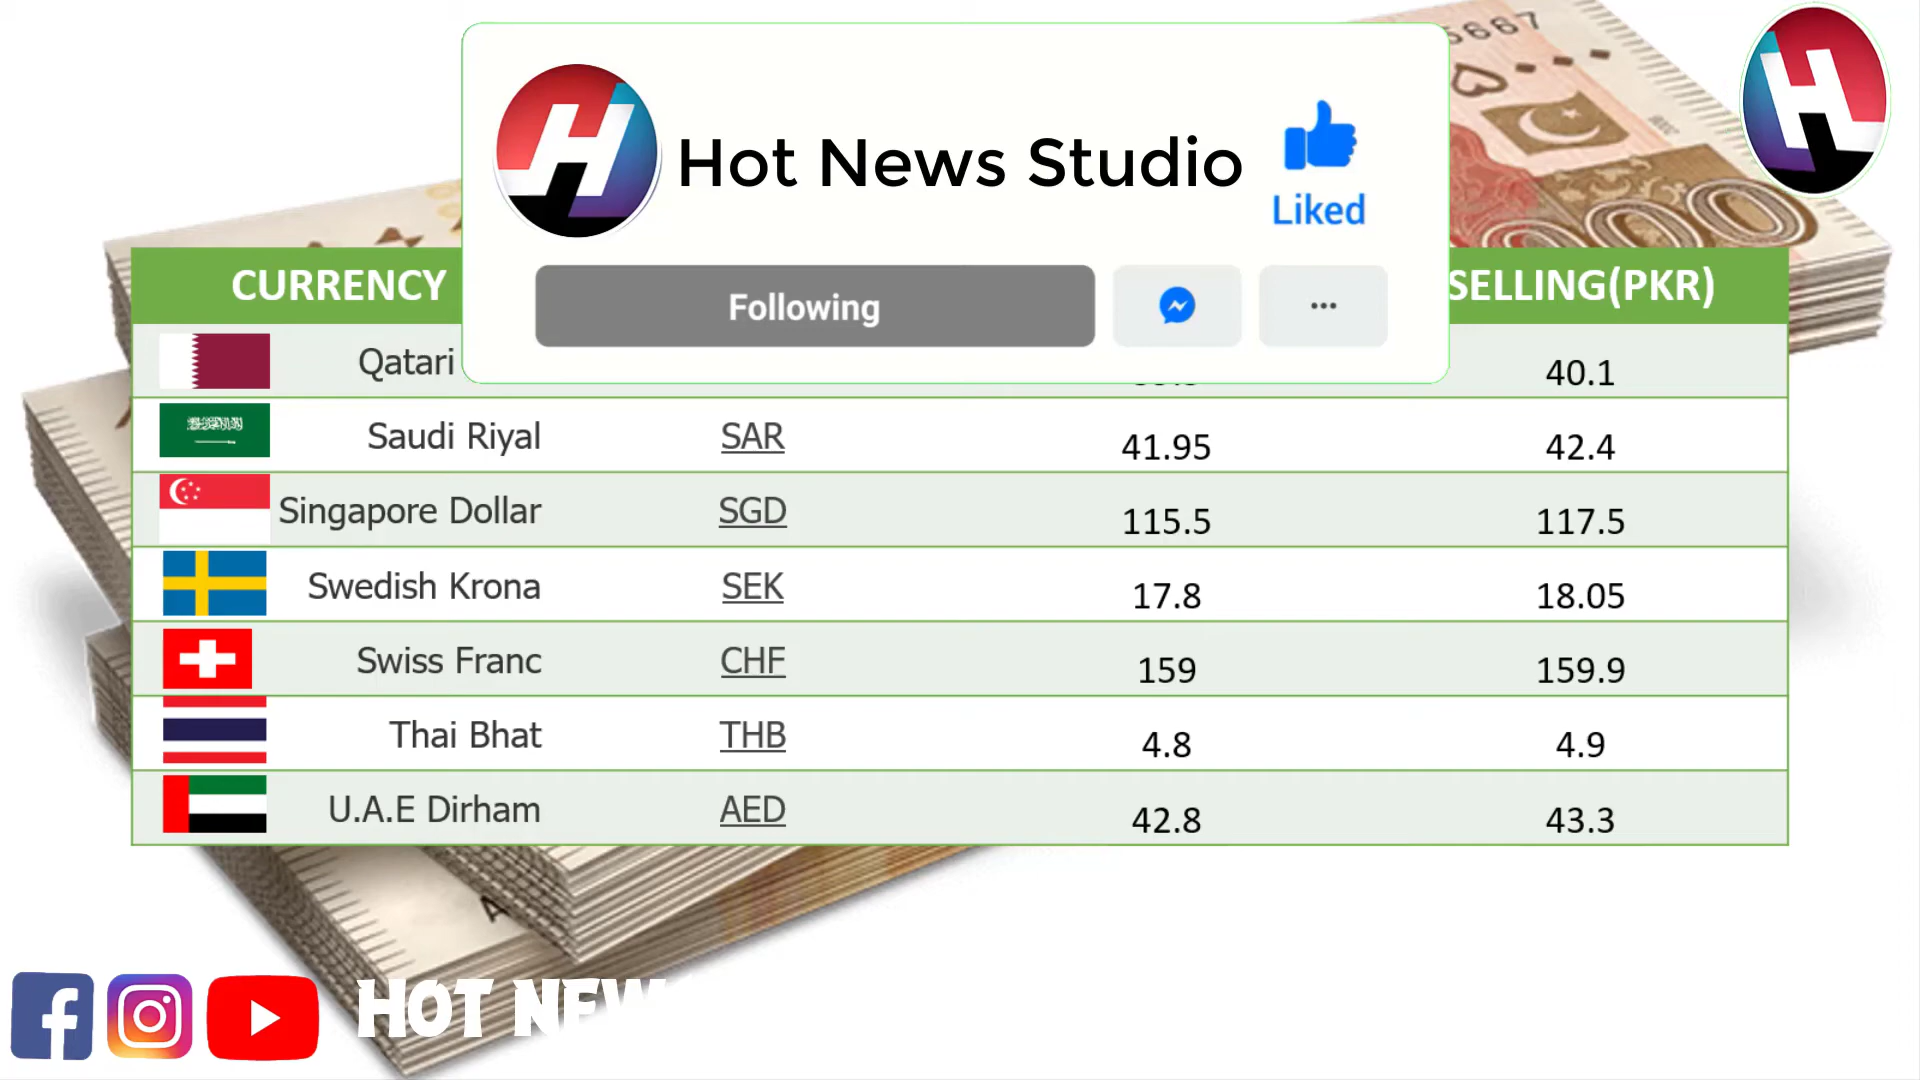 Hot News Studio
Liked
Following
CURRENCY SELLING(PKR)
Qatari 40.1
Saudi Riyal SAR 41.95 42.4
Singapore Dollar SGD 115.5 117.5
Swedish Krona SEK 17.8 18.05
Swiss Franc CHF 159 159.9
Thai Bhat THB 4.8 4.9
U.A.E Dirham AED 42.8 43.3
HOT NEW